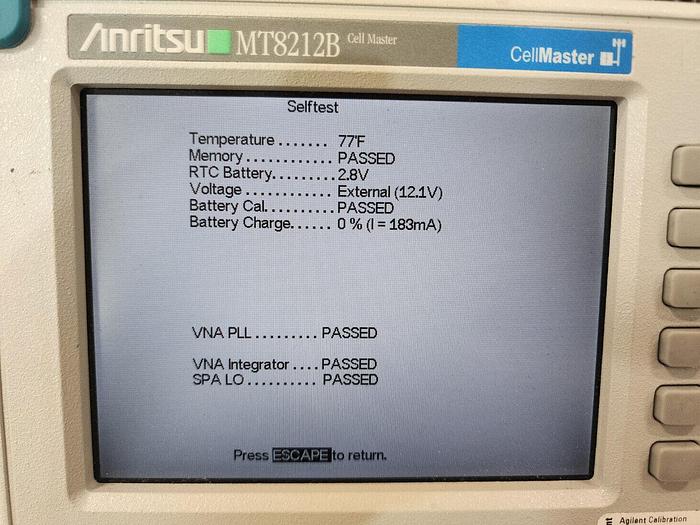 Anritsu MT8212B Cell Master
CellMaster
Selftest
Temperature ....... 77°F
Memory ............ PASSED
RTC Battery......... 2.8V
Voltage ............ External (12.1V)
Battery Cal.......... PASSED
Battery Charge...... 0 % (I = 183mA)
VNA PLL ......... PASSED
VNA Integrator .... PASSED
SPA LO.......... PASSED
Press ESCAPE to return.
Agilent Calibration